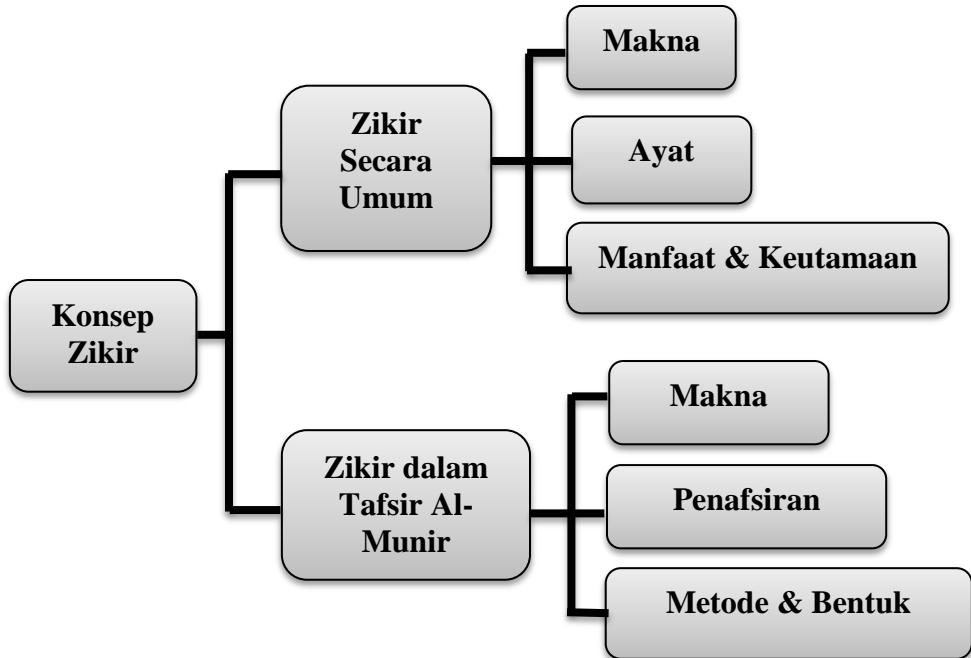 Konsep
Zikir
Zikir
Secara
Umum
Makna
Ayat
Manfaat & Keutamaan
Zikir dalam
Tafsir Al-
Munir
Makna
Penafsiran
Metode & Bentuk